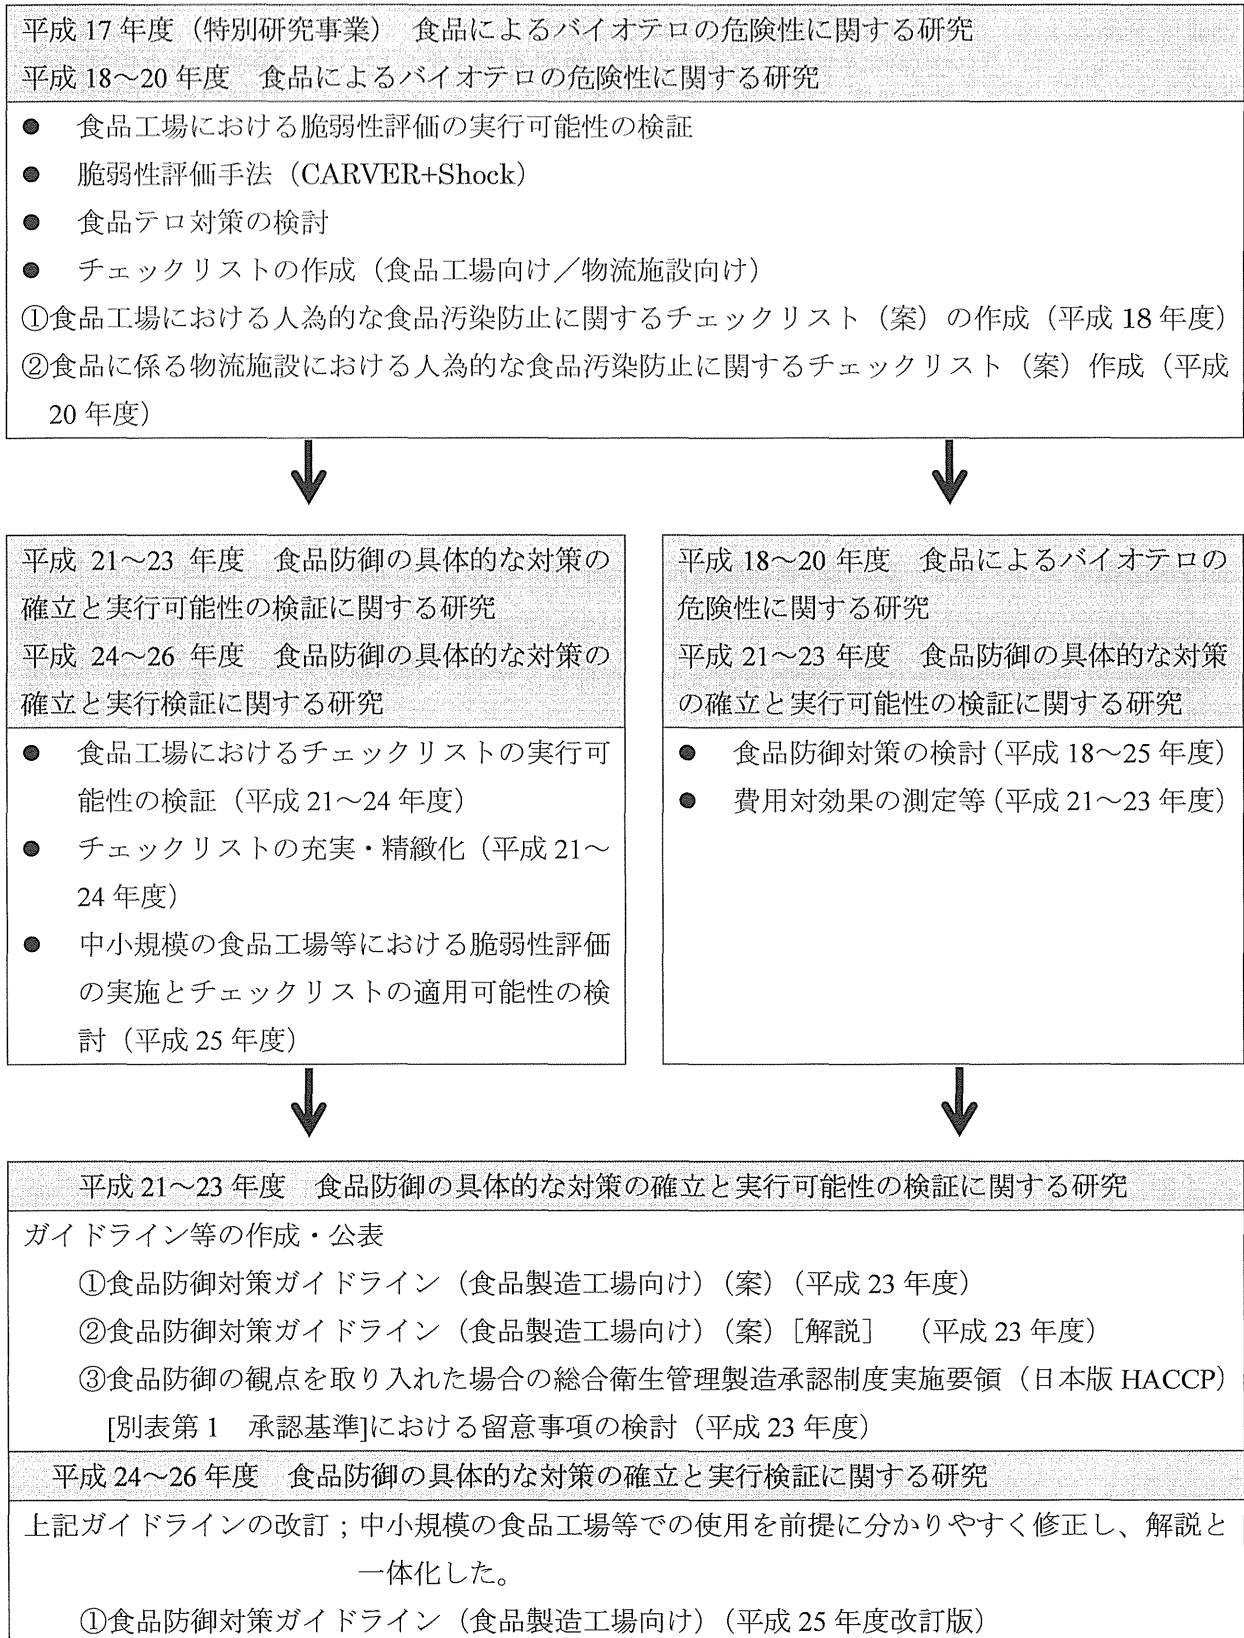 平成 17 年度（特別研究事業）　食品によるバイオテロの危険性に関する研究
平成 18～20 年度　食品によるバイオテロの危険性に関する研究
●　食品工場における脆弱性評価の実行可能性の検証
●　脆弱性評価手法（CARVER+Shock）
●　食品テロ対策の検討
●　チェックリストの作成（食品工場向け／物流施設向け）
①食品工場における人為的な食品汚染防止に関するチェックリスト（案）の作成（平成 18 年度）
②食品に係る物流施設における人為的な食品汚染防止に関するチェックリスト（案）作成（平成
20 年度）
平成 21～23 年度　食品防御の具体的な対策の
確立と実行可能性の検証に関する研究
平成 24～26 年度　食品防御の具体的な対策の
確立と実行検証に関する研究
●　食品工場におけるチェックリストの実行可
能性の検証（平成 21～24 年度）
●　チェックリストの充実・精緻化（平成 21～
24 年度）
●　中小規模の食品工場等における脆弱性評価
の実施とチェックリストの適用可能性の検
討（平成 25 年度）
平成 18～20 年度　食品によるバイオテロの
危険性に関する研究
平成 21～23 年度　食品防御の具体的な対策
の確立と実行可能性の検証に関する研究
●　食品防御対策の検討（平成 18～25 年度）
●　費用対効果の測定等（平成 21～23 年度）
平成 21～23 年度　食品防御の具体的な対策の確立と実行可能性の検証に関する研究
ガイドライン等の作成・公表
①食品防御対策ガイドライン（食品製造工場向け）（案）（平成 23 年度）
②食品防御対策ガイドライン（食品製造工場向け）（案）［解説］　（平成 23 年度）
③食品防御の観点を取り入れた場合の総合衛生管理製造承認制度実施要領（日本版 HACCP）
[別表第 1　承認基準]における留意事項の検討（平成 23 年度）
平成 24～26 年度　食品防御の具体的な対策の確立と実行検証に関する研究
上記ガイドラインの改訂；中小規模の食品工場等での使用を前提に分かりやすく修正し、解説と
一体化した。
①食品防御対策ガイドライン（食品製造工場向け）（平成 25 年度改訂版）